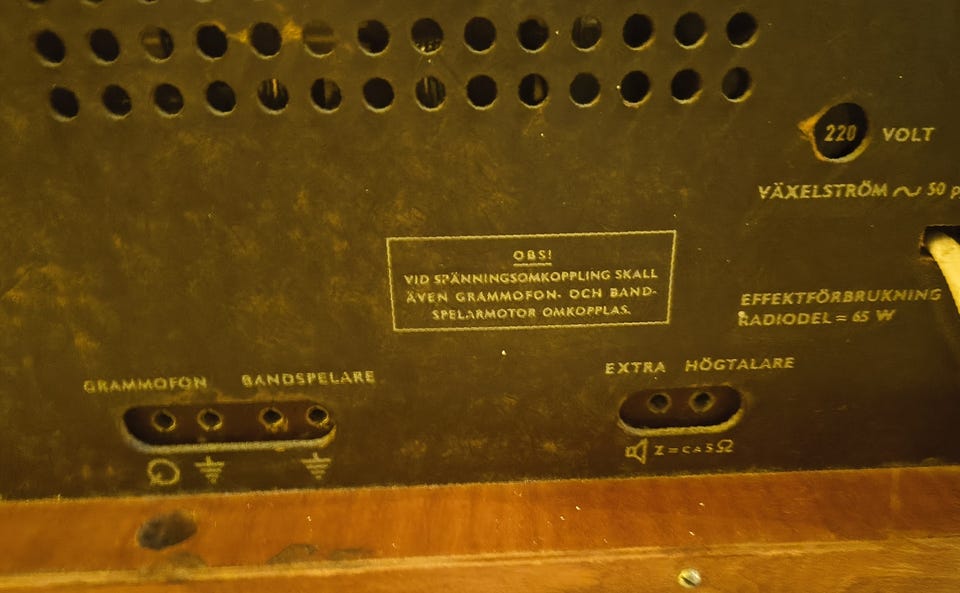 220 VOLT
VÄXELSTRÖM ~ 50 p
OBS!
VID SPÄNNINGSOMKOPPLING SKALL
ÄVEN GRAMMOFON- OCH BAND-
SPELARMOTOR OMKOPPLAS.
EFFEKTFÖRBRUKNING
RADIODEL = 65 W
GRAMMOFON BANDSPELARE
EXTRA HÖGTALARE
Z = CA 5 Ω